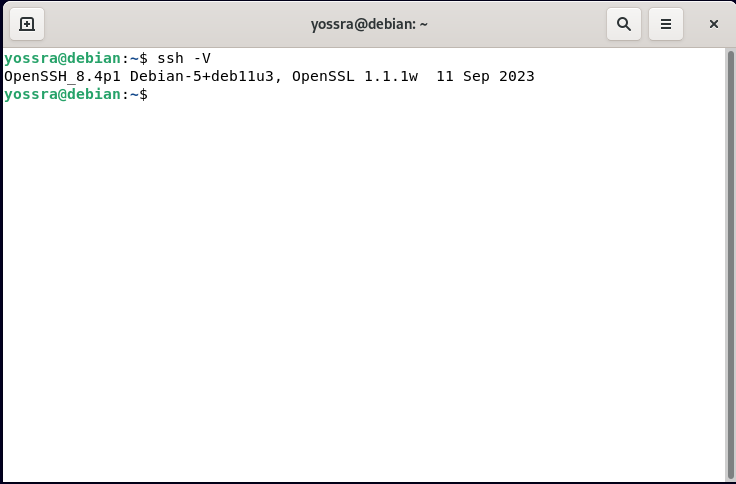 yossra@debian: ~
yossra@debian:~$ ssh -V
OpenSSH_8.4p1 Debian-5+deb11u3, OpenSSL 1.1.1w  11 Sep 2023
yossra@debian:~$